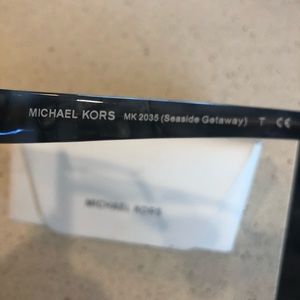 MICHAEL KORS MK 2035 (Seaside Getaway) T CE
MICHAEL KORS